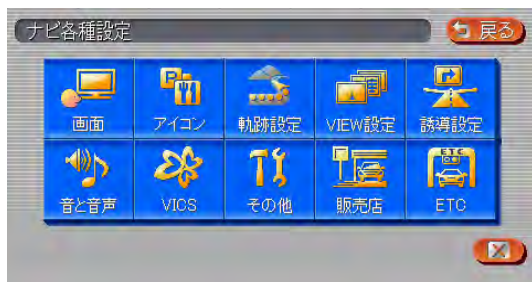 ナビ各種設定
戻る
画面
アイコン
軌跡設定
VIEW設定
誘導設定
音と音声
VICS
その他
販売店
ETC
P
ETC